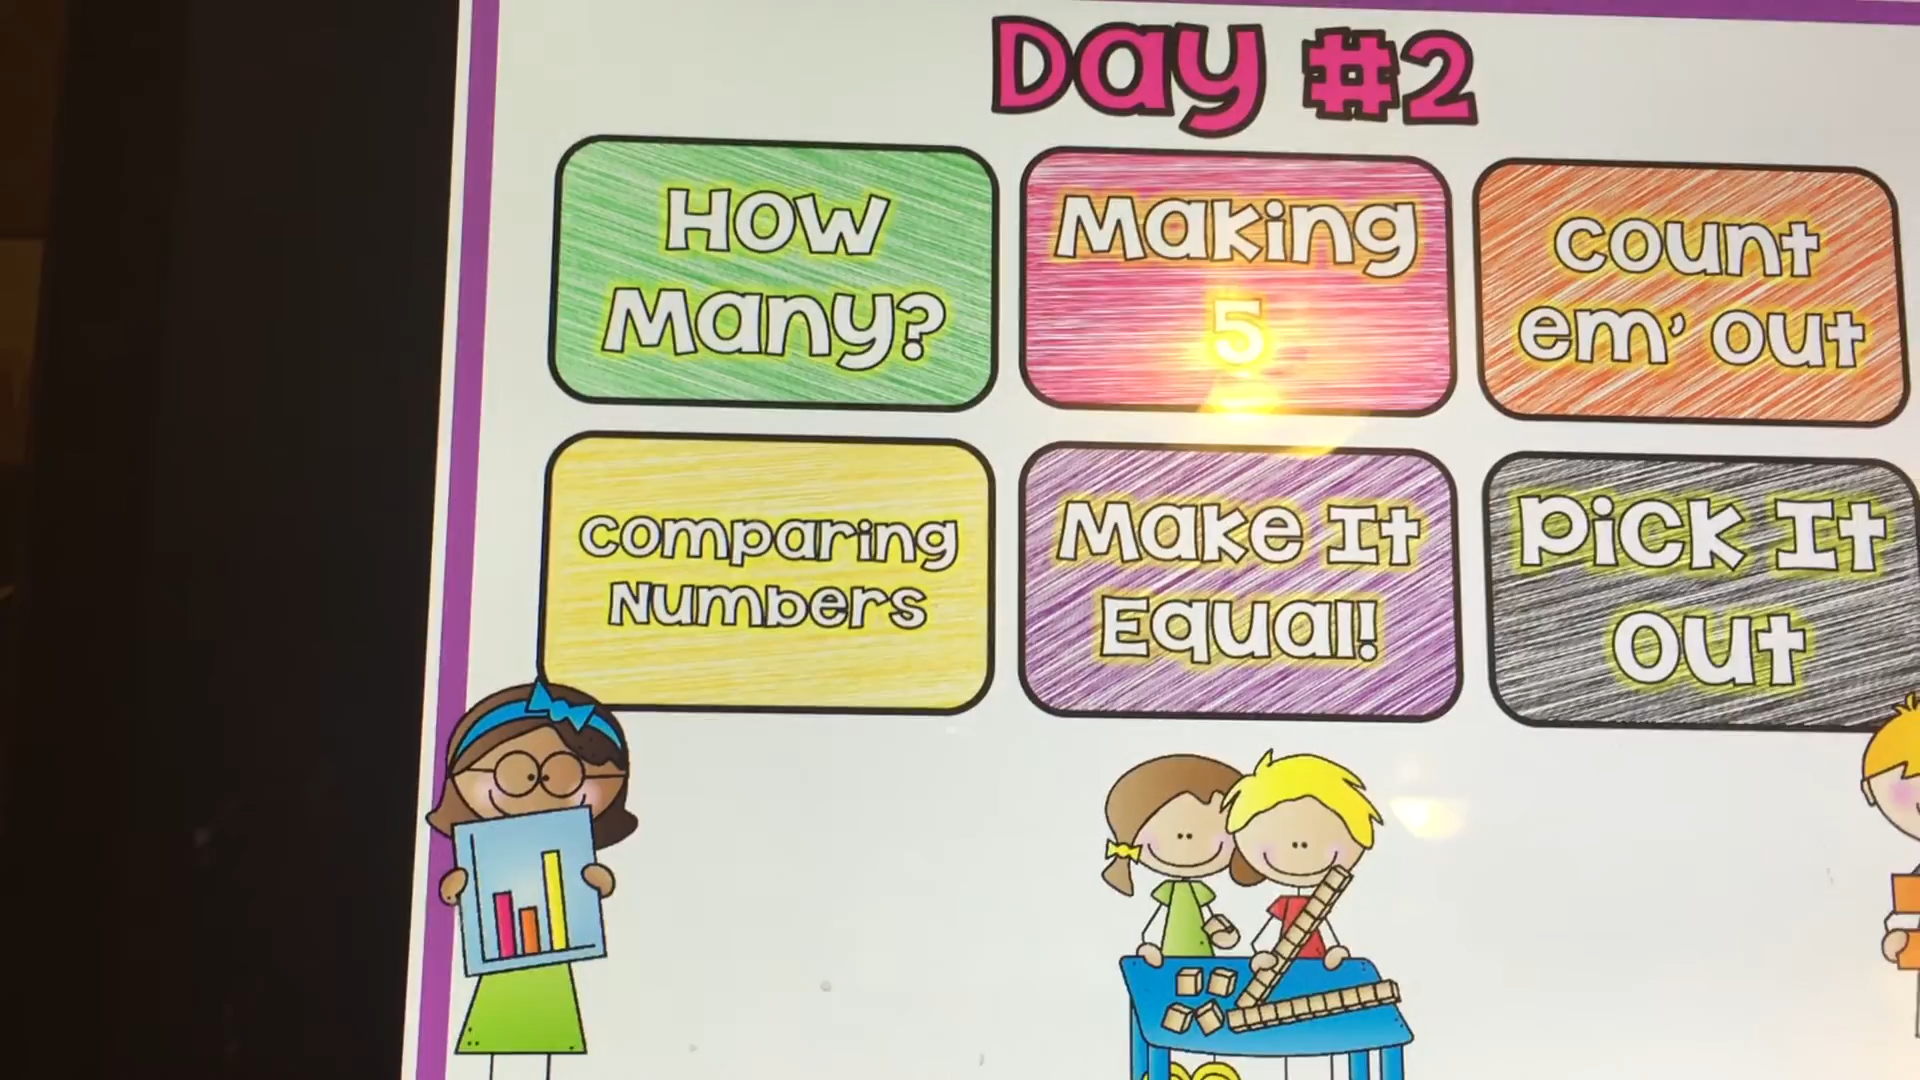 Day #2
How
Many?
Making
5
Count
em' Out
Comparing
Numbers
Make It
Equal!
Pick It
Out